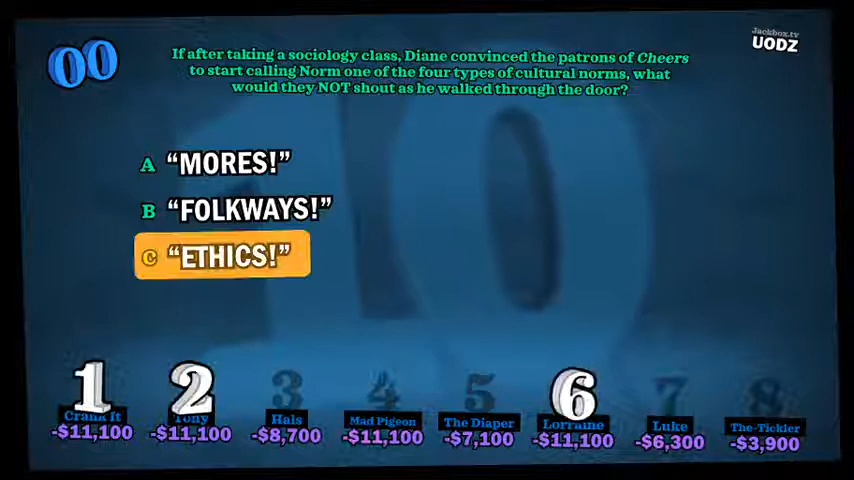 00
If after taking a sociology class, Diane convinced the patrons of Cheers
to start calling Norm one of the four types of cultural norms, what
would they NOT shout as he walked through the door?
Jackbox.tv
UODZ
10
A "MORES!"
B "FOLKWAYS!"
C "ETHICS!"
1 2 3 4 5 6 7 8
Crank It Tony Hals Mad Pigeon The Diaper Lorraine Luke The-Tickler
-$11,100 -$11,100 -$8,700 -$11,100 -$7,100 -$11,100 -$6,300 -$3,900